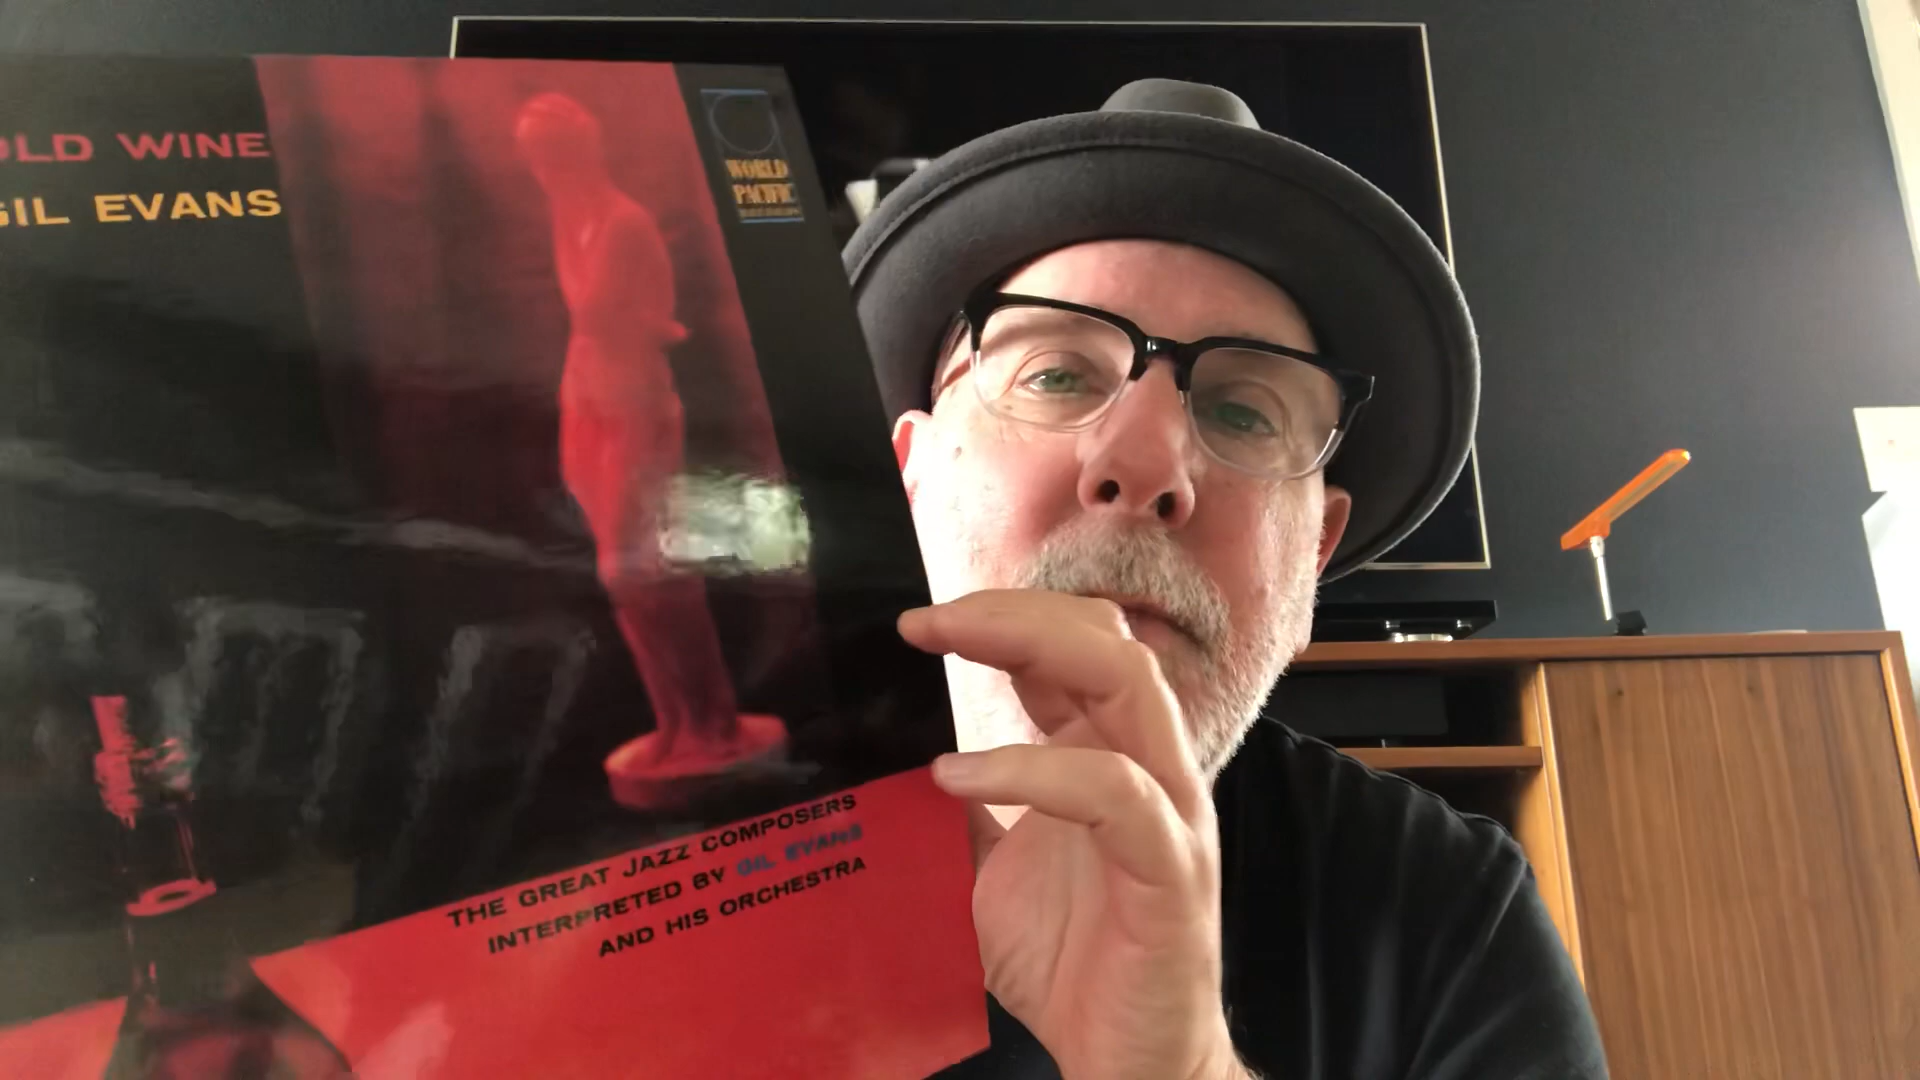 OLD WINE
GIL EVANS
WORLD
PACIFIC
THE GREAT JAZZ COMPOSERS
INTERPRETED BY GIL EVANS
AND HIS ORCHESTRA